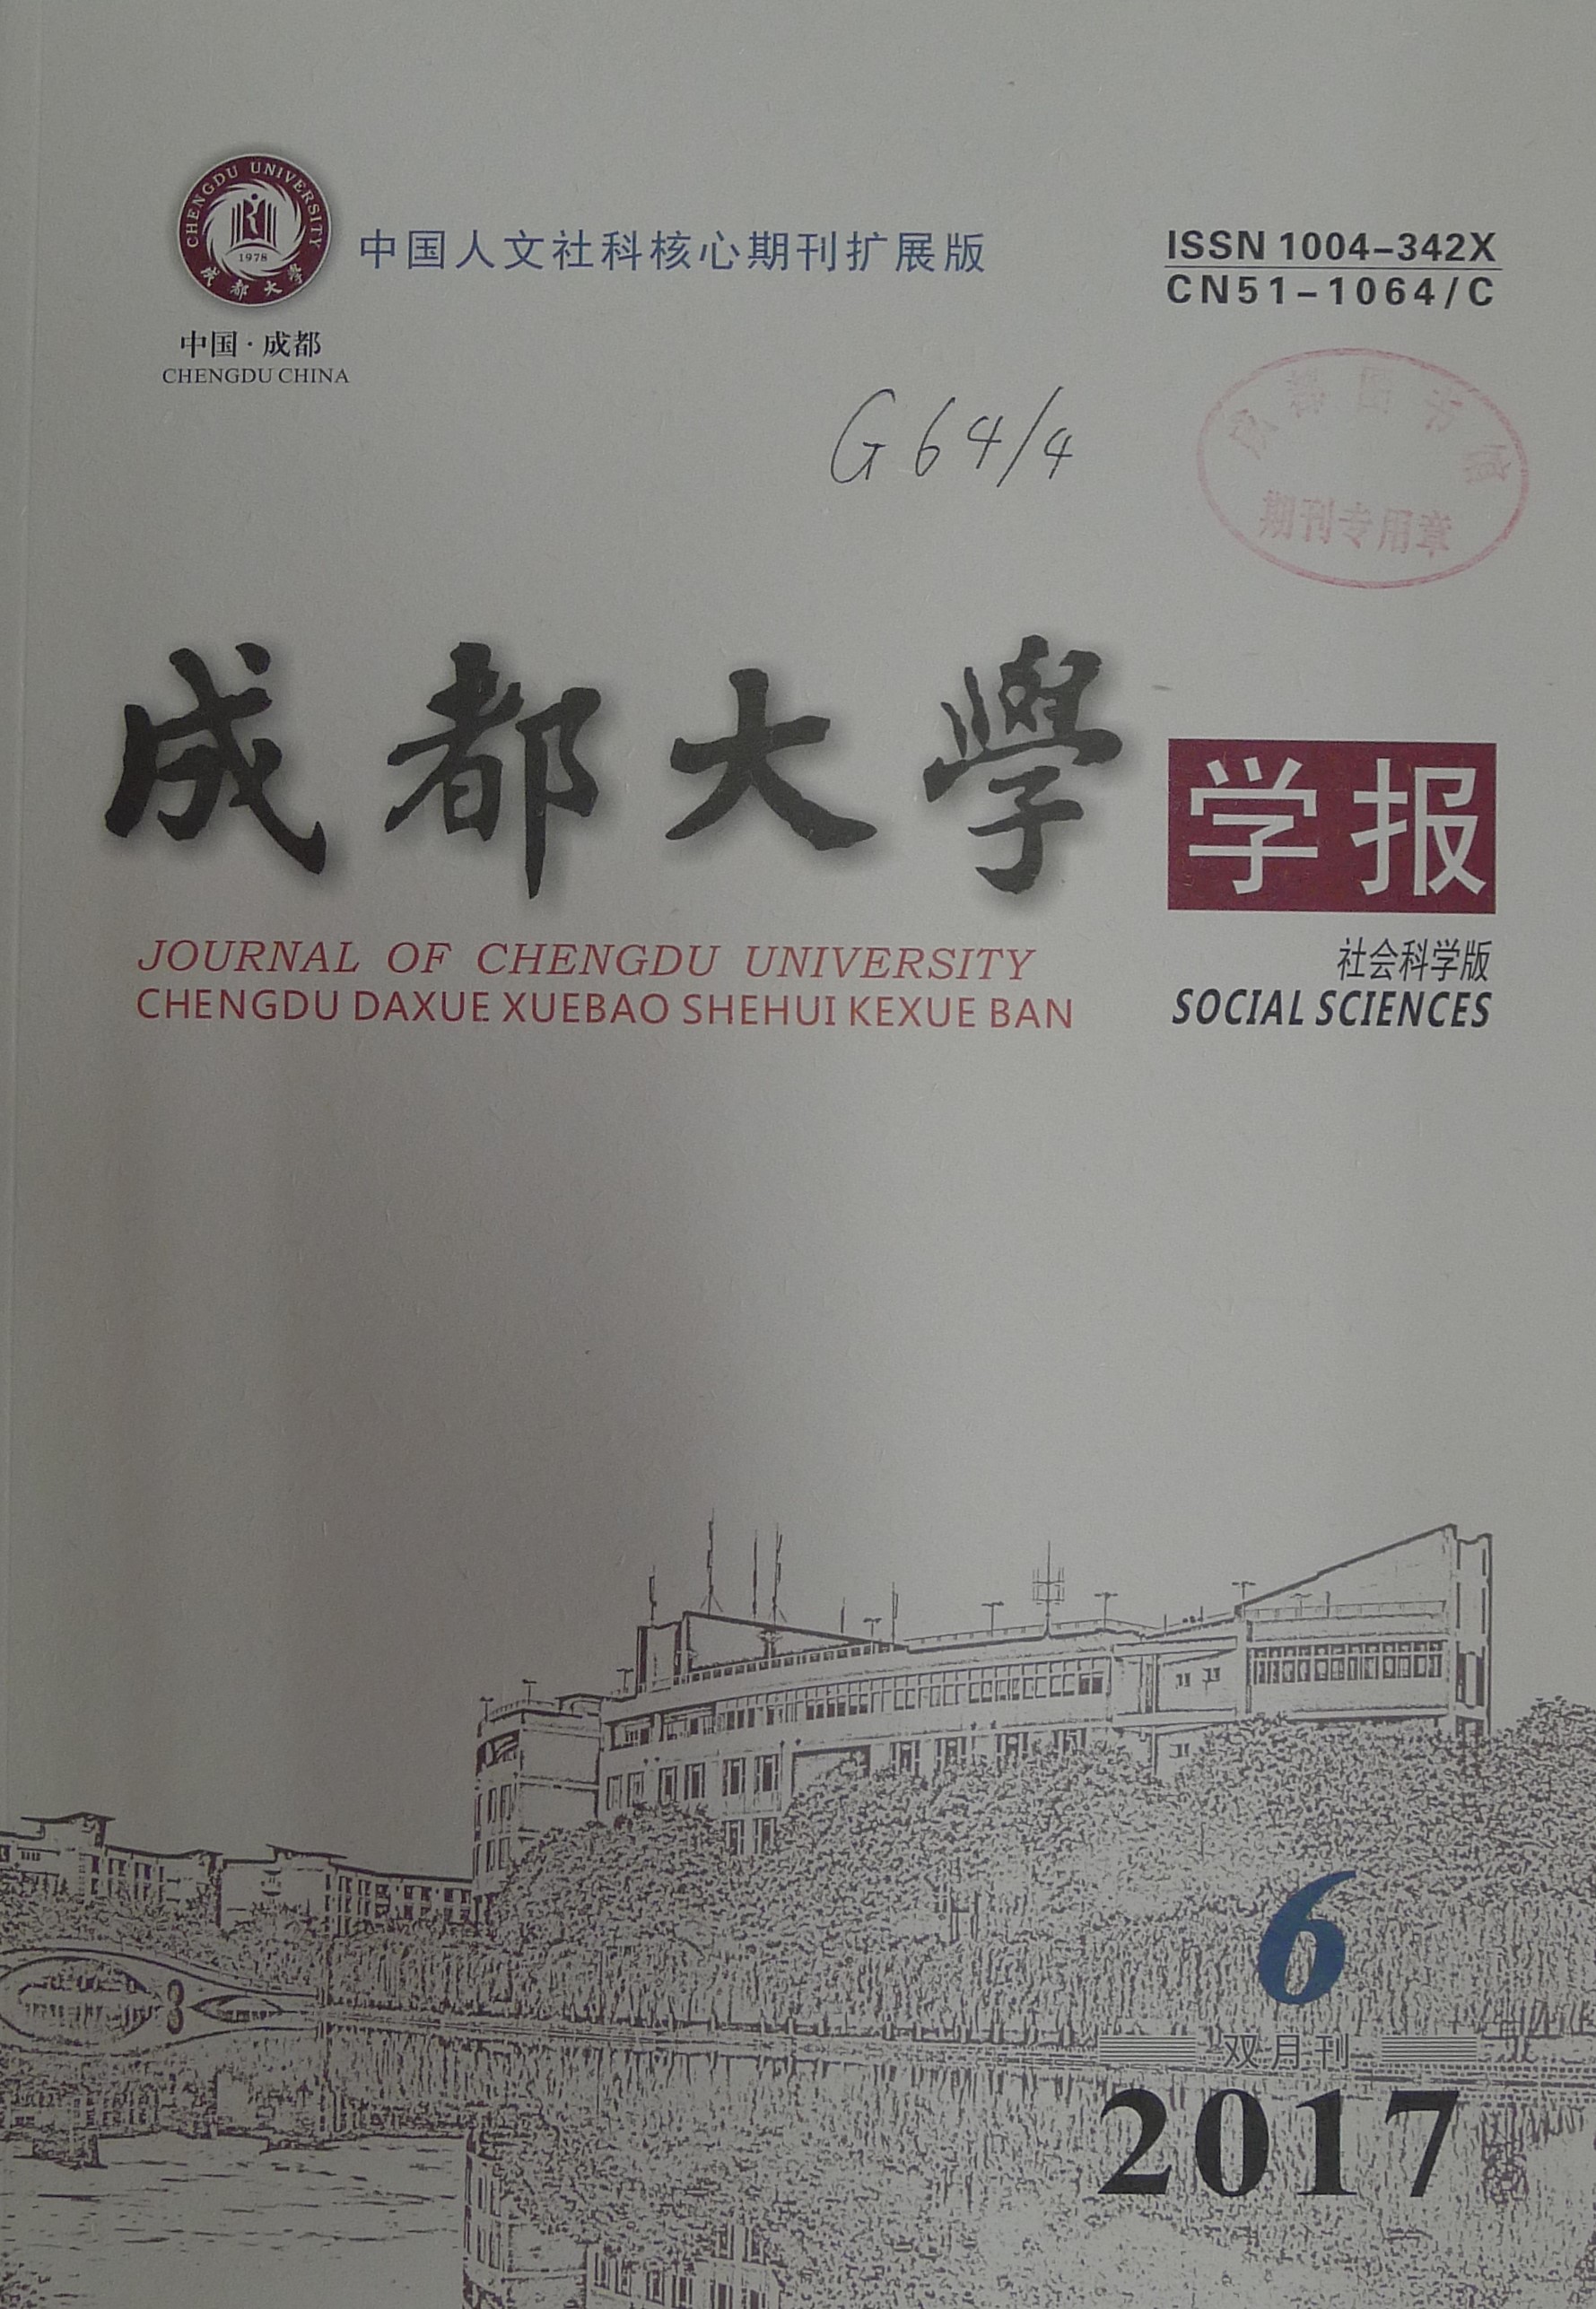 CHENGDU UNIVERSITY
1978
成都大學
中国·成都
CHENGDU CHINA
中国人文社科核心期刊扩展版
ISSN 1004-342X
CN51-1064/C
G64/4
期刊专用章
成都大學
学报
JOURNAL OF CHENGDU UNIVERSITY
CHENGDU DAXUE XUEBAO SHEHUI KEXUE BAN
社会科学版
SOCIAL SCIENCES
6
双月刊
2017